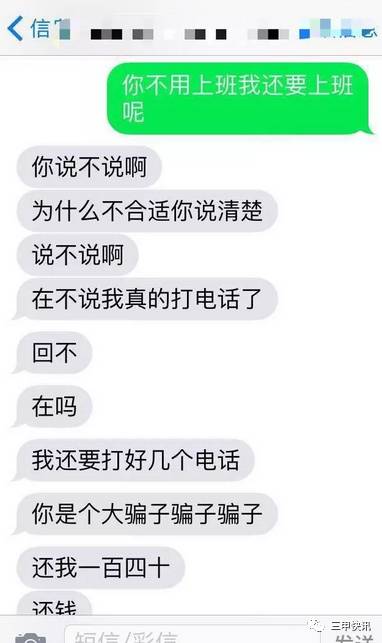 信
你不用上班我还要上班
呢
你说不说啊
为什么不合适你说清楚
说不说啊
在不说我真的打电话了
回不
在吗
我还要打好几个电话
你是个大骗子骗子骗子
还我一百四十
还钱
短信/彩信
发送
三甲快讯